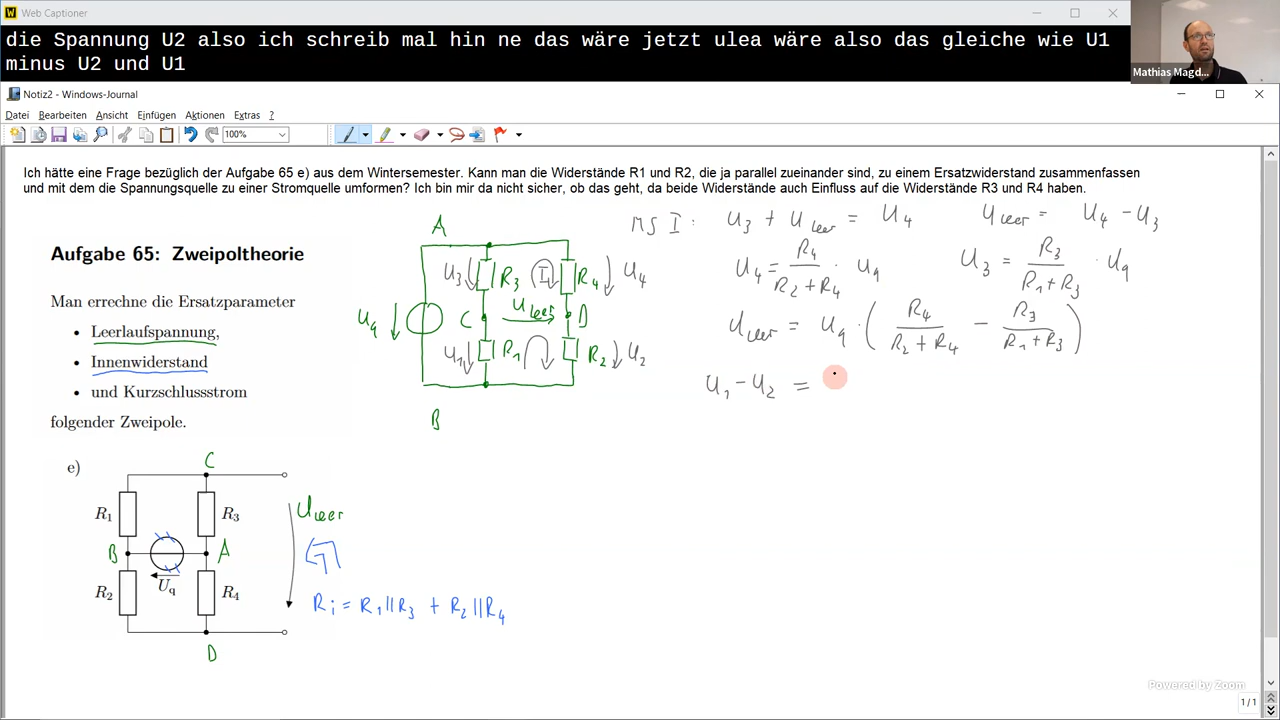 Web Captioner
die Spannung U2 also ich schreib mal hin ne das wäre jetzt ulea wäre also das gleiche wie U1
minus U2 und U1
Mathias Magd...
Notiz2 - Windows-Journal
Datei Bearbeiten Ansicht Einfügen Aktionen Extras ?
100%
Ich hätte eine Frage bezüglich der Aufgabe 65 e) aus dem Wintersemester. Kann man die Widerstände R1 und R2, die ja parallel zueinander sind, zu einem Ersatzwiderstand zusammenfassen
und mit dem die Spannungsquelle zu einer Stromquelle umformen? Ich bin mir da nicht sicher, ob das geht, da beide Widerstände auch Einfluss auf die Widerstände R3 und R4 haben.
MS I: U3 + Uleer = U4 Uleer = U4 - U3
U4 = R4 / (R2 + R4) · Uq U3 = R3 / (R1 + R3) · Uq
Uleer = Uq · ( R4 / (R2 + R4) - R3 / (R1 + R3) )
U1 - U2 =
A
U3 R3 I R4 U4
Uq C Uleer D
U1 R1 R2 U2
B
Aufgabe 65: Zweipoltheorie
Man errechne die Ersatzparameter
• Leerlaufspannung,
• Innenwiderstand
• und Kurzschlussstrom
folgender Zweipole.
e)
C
R1 R3 Uleer
B A
Uq
R2 R4 Ri = R1||R3 + R2||R4
D
Powered by Zoom
1/1